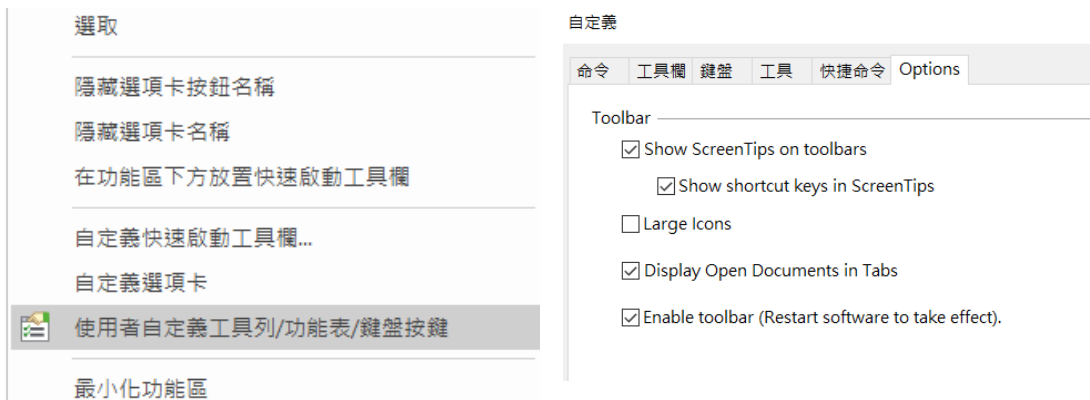 選取
隱藏選項卡按鈕名稱
隱藏選項卡名稱
在功能區下方放置快速啟動工具欄
自定義快速啟動工具欄...
自定義選項卡
使用者自定義工具列/功能表/鍵盤按鍵
最小化功能區
自定義
命令 工具欄 鍵盤 工具 快捷命令 Options
Toolbar
Show ScreenTips on toolbars
Show shortcut keys in ScreenTips
Large Icons
Display Open Documents in Tabs
Enable toolbar (Restart software to take effect).